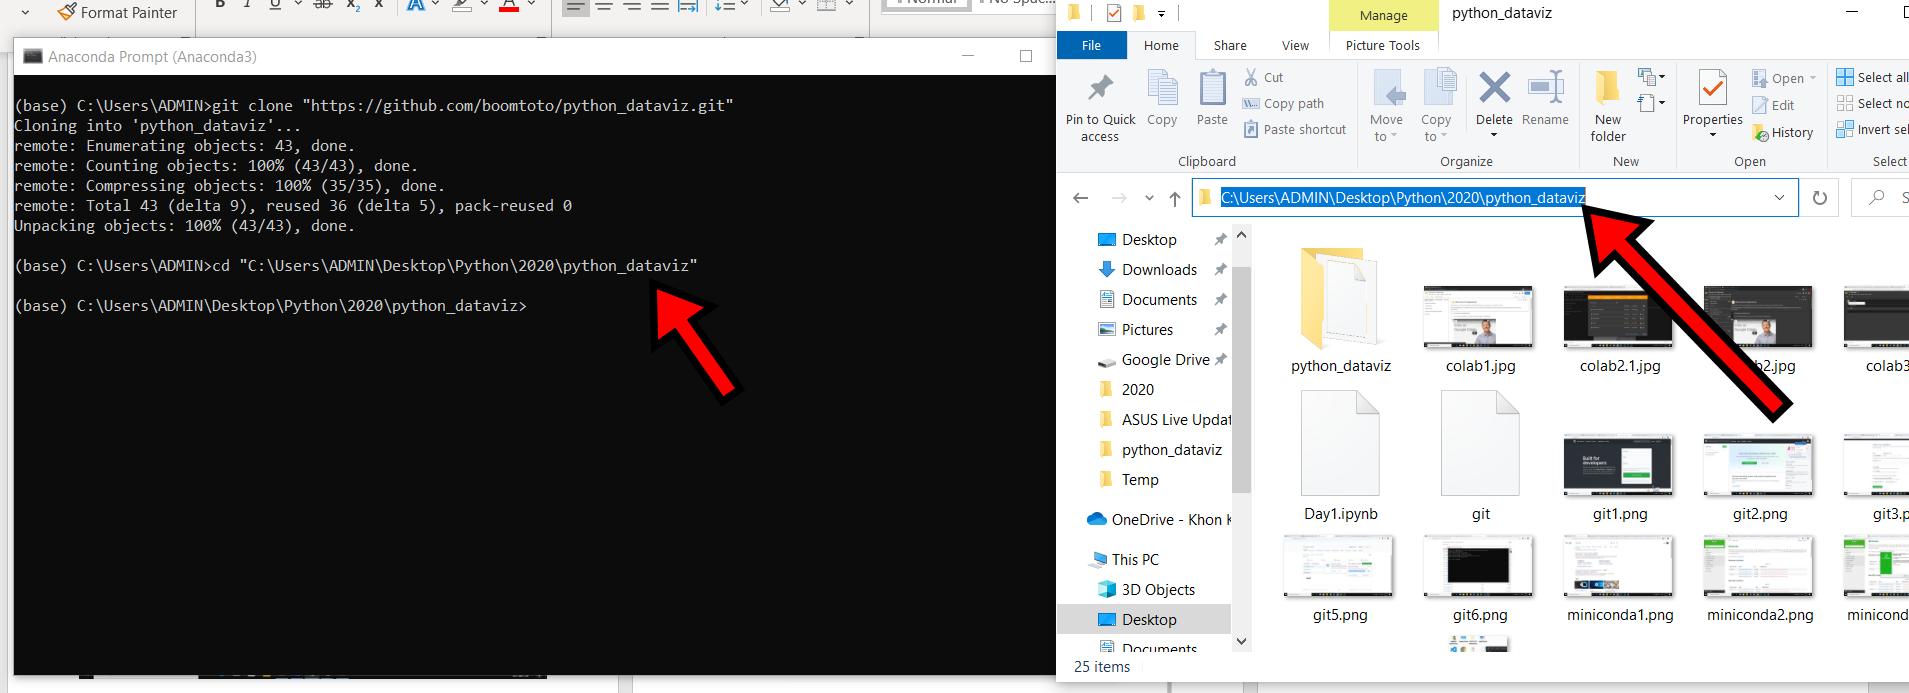 Format Painter
B I U ab x₂ x A A
Normal No Spac...
Anaconda Prompt (Anaconda3)
(base) C:\Users\ADMIN>git clone "https://github.com/boomtoto/python_dataviz.git"
Cloning into 'python_dataviz'...
remote: Enumerating objects: 43, done.
remote: Counting objects: 100% (43/43), done.
remote: Compressing objects: 100% (35/35), done.
remote: Total 43 (delta 9), reused 36 (delta 5), pack-reused 0
Unpacking objects: 100% (43/43), done.
(base) C:\Users\ADMIN>cd "C:\Users\ADMIN\Desktop\Python\2020\python_dataviz"
(base) C:\Users\ADMIN\Desktop\Python\2020\python_dataviz>
Manage python_dataviz
File Home Share View Picture Tools
Pin to Quick access
Copy
Paste
Cut
Copy path
Paste shortcut
Clipboard
Move to
Copy to
Delete
Rename
Organize
New folder
New
Properties
Open
Edit
History
Open
Select all
Select no
Invert sel
Select
C:\Users\ADMIN\Desktop\Python\2020\python_dataviz
S
Desktop
Downloads
Documents
Pictures
Google Drive
2020
ASUS Live Updat
python_dataviz
Temp
OneDrive - Khon K
This PC
3D Objects
Desktop
Documents
python_dataviz
colab1.jpg
colab2.1.jpg
b2.jpg
colab3
Day1.ipynb
git
git1.png
git2.png
git3.p
git5.png
git6.png
miniconda1.png
miniconda2.png
minicond
Built for
developers
25 items